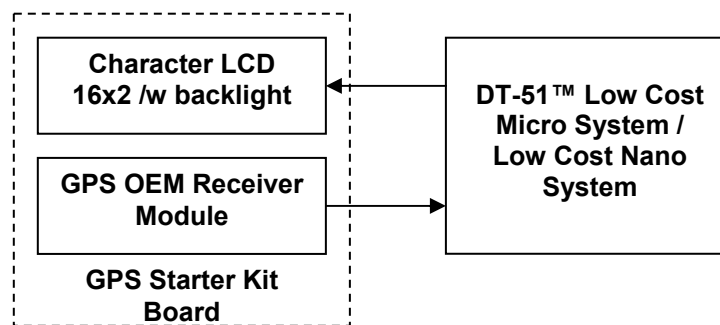 Character LCD
16x2 /w backlight
GPS OEM Receiver
Module
GPS Starter Kit
Board
DT-51™ Low Cost
Micro System /
Low Cost Nano
System